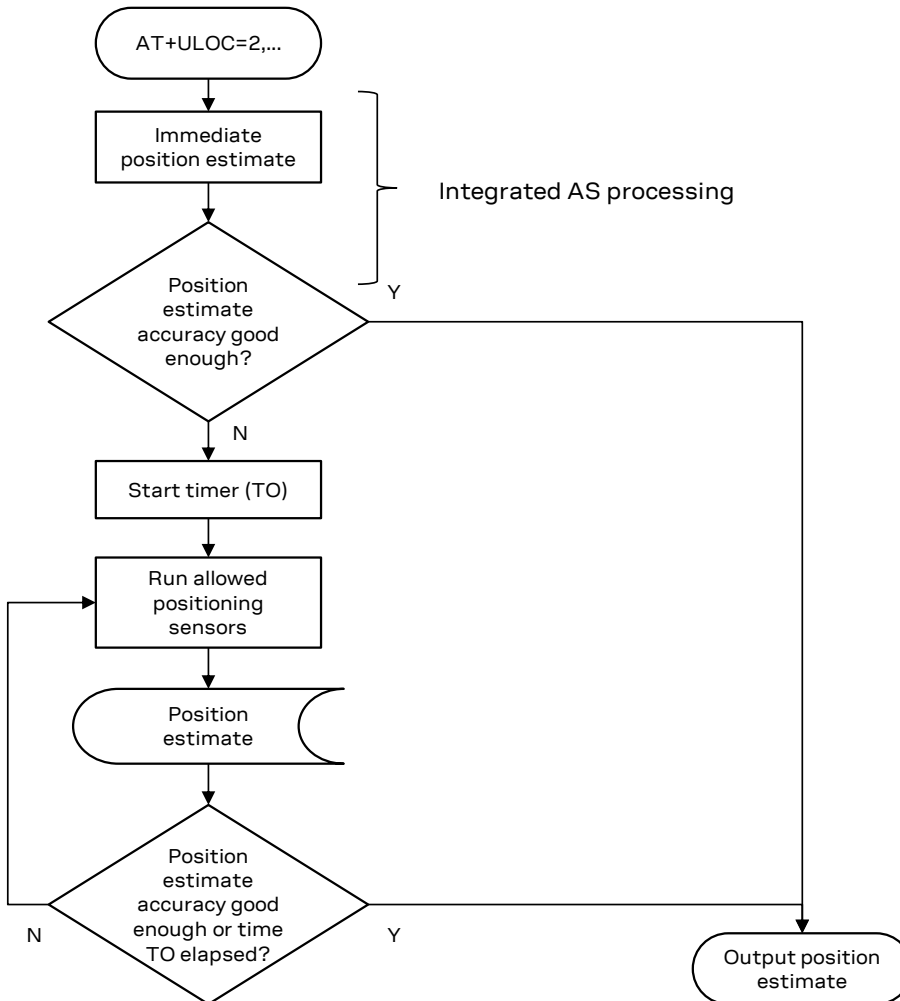 AT+ULOC=2,...
Immediate
position estimate
Integrated AS processing
Position
estimate
accuracy good
enough?
Y
N
Start timer (TO)
Run allowed
positioning
sensors
Position
estimate
Position
estimate
accuracy good
enough or time
TO elapsed?
N
Y
Output position
estimate